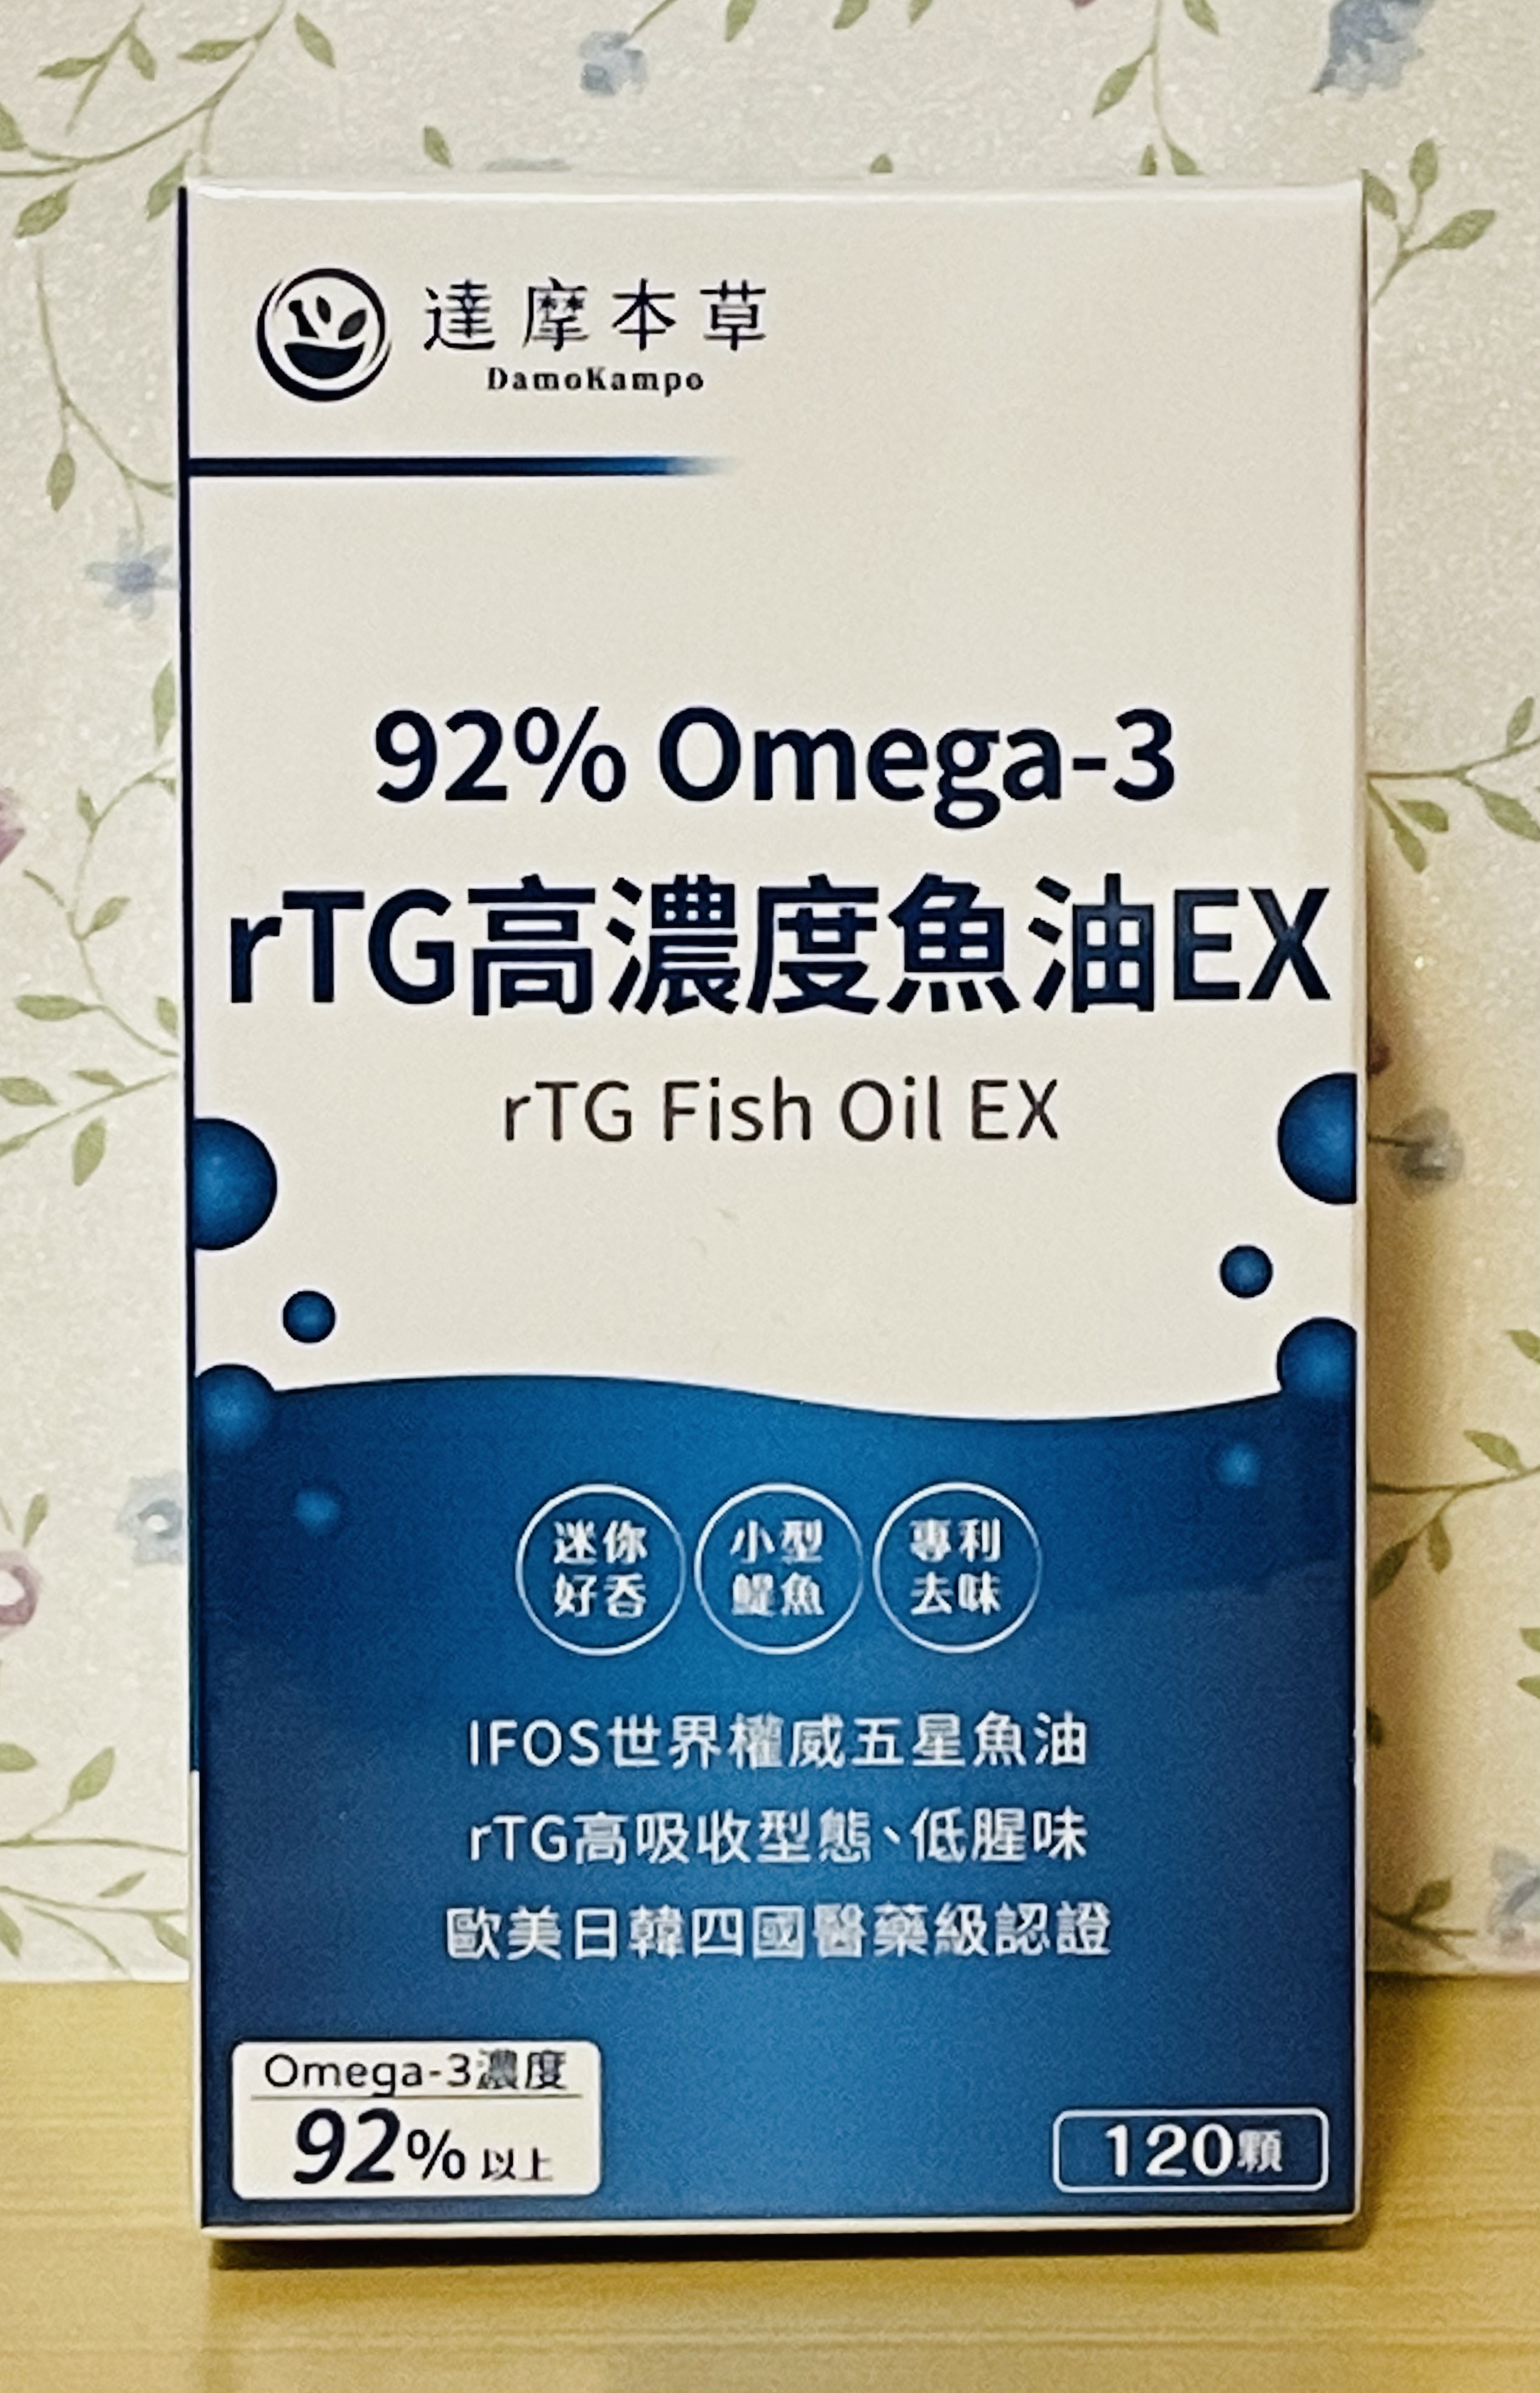 達摩本草
DamoKampo
92% Omega-3
rTG高濃度魚油EX
rTG Fish Oil EX
迷你
好吞
小型
鯷魚
專利
去味
IFOS世界權威五星魚油
rTG高吸收型態、低腥味
歐美日韓四國醫藥級認證
Omega-3濃度
92% 以上
120顆